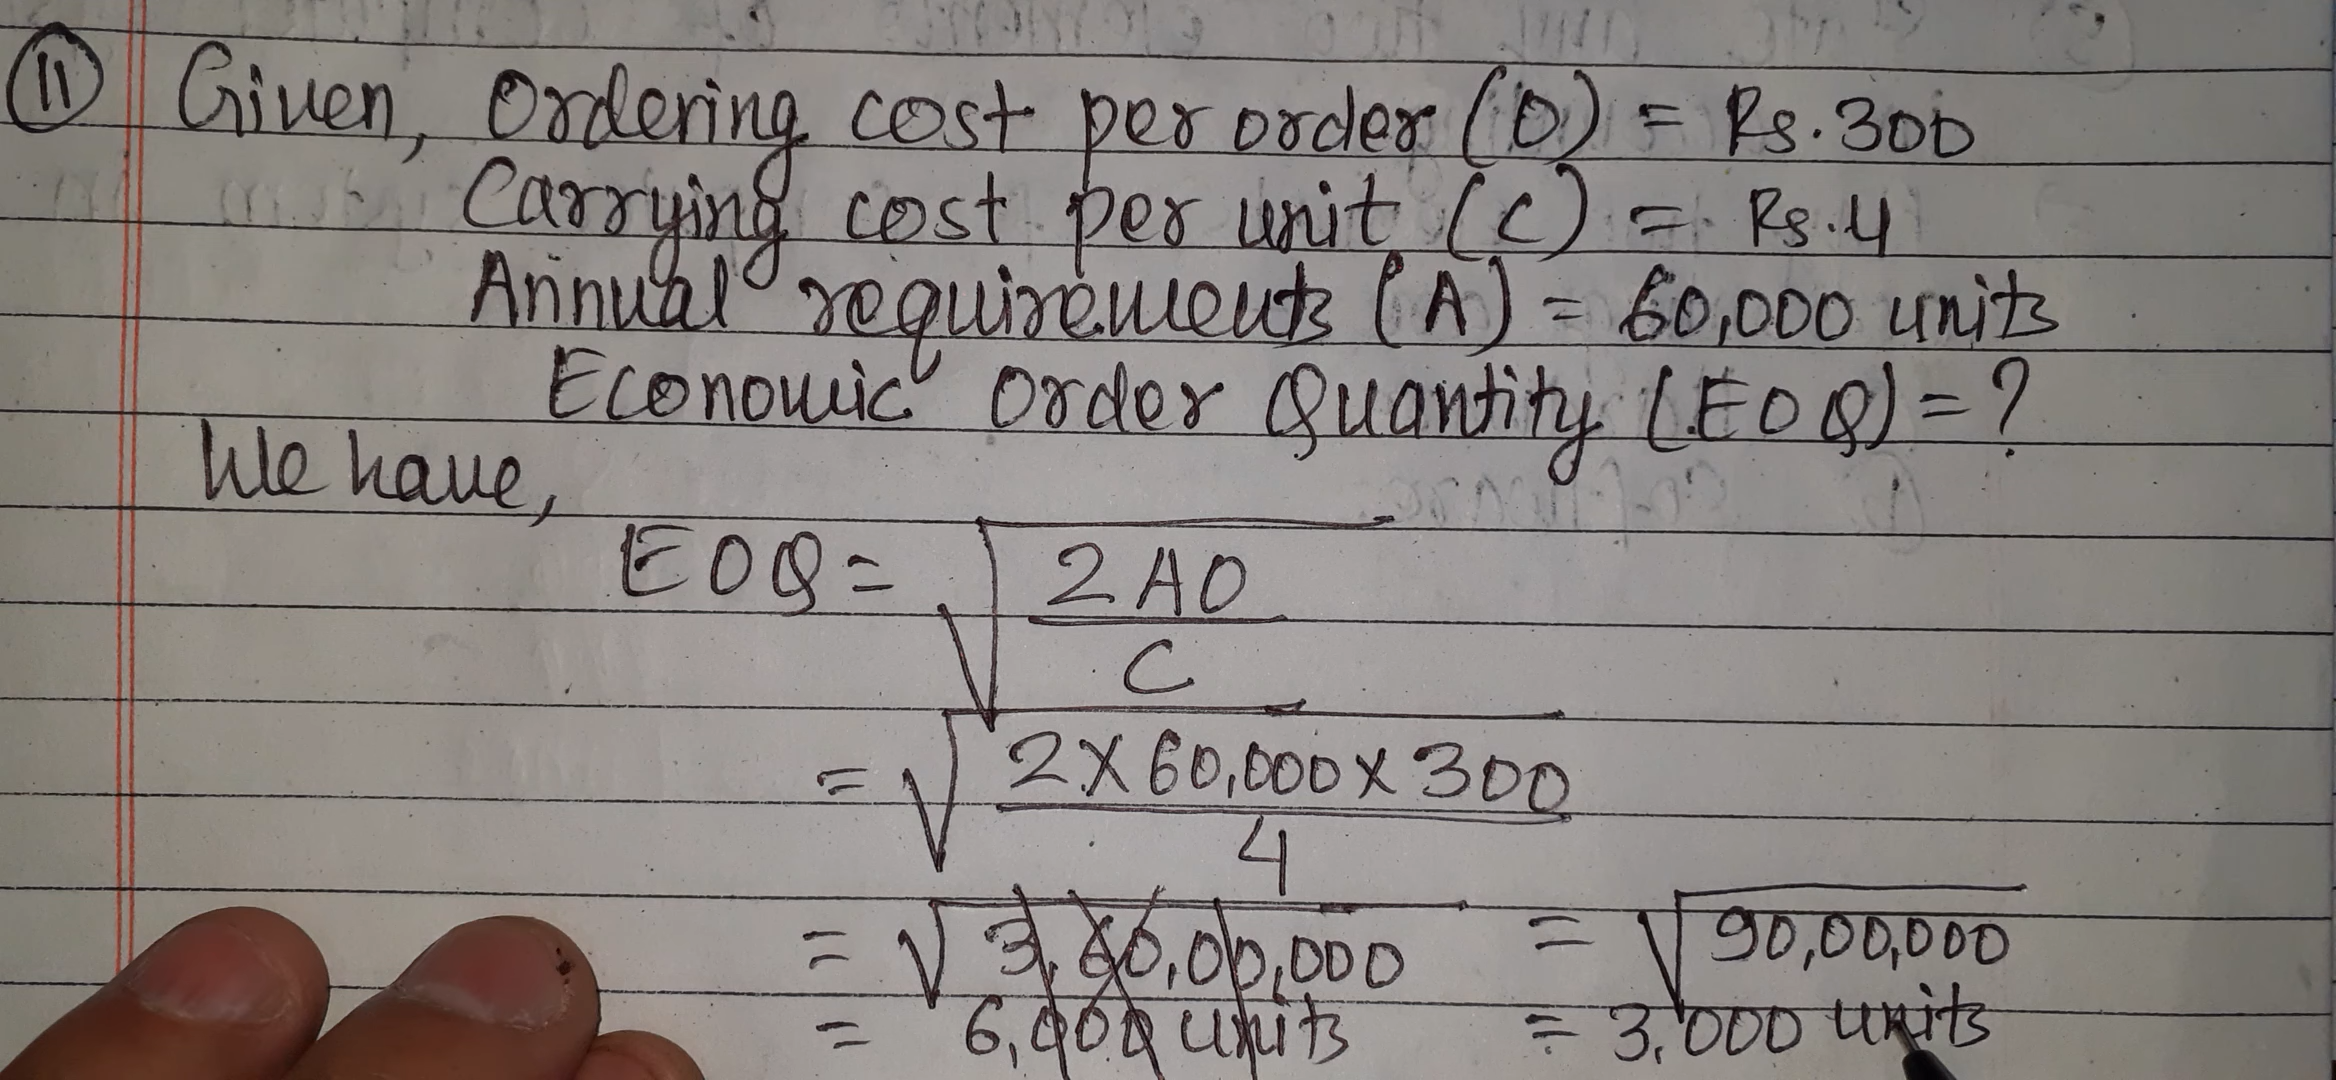 11 Given, Ordering cost per order (O) = Rs. 300
Carrying cost per unit (C) = Rs. 4
Annual requirements (A) = 60,000 units
Economic Order Quantity (EOQ) = ?
We have,
EOQ = √2AO
C
= √2×60,000×300
4
= √3,60,00,000 = √90,00,000
= 6,000 units = 3,000 units